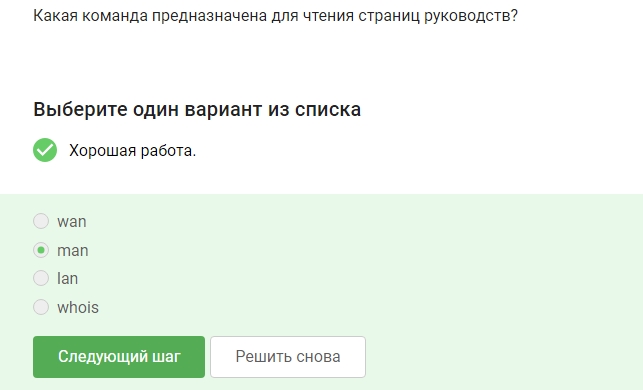 Какая команда предназначена для чтения страниц руководств?
Выберите один вариант из списка
Хорошая работа.
wan
man
lan
whois
Следующий шаг
Решить снова